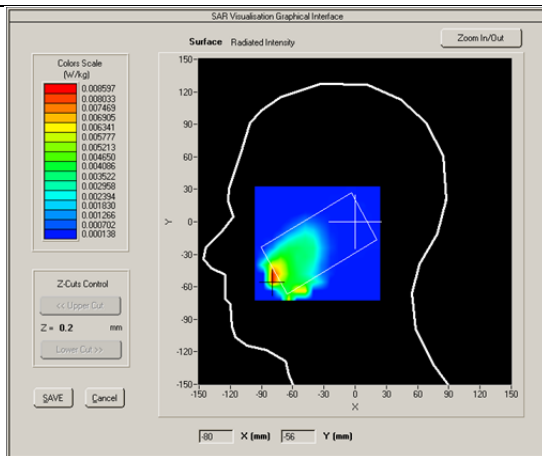 SAR Visualisation Graphical Interface
Surface Radiated Intensity
Zoom In/Out
Colors Scale
(W/kg)
0.008597
0.008033
0.007469
0.006905
0.006341
0.005777
0.005213
0.004650
0.004086
0.003522
0.002958
0.002394
0.001830
0.001266
0.000702
0.000138
Z-Cuts Control
<< Upper Cut
Z = 0.2 mm
Lower Cut >>
SAVE Cancel
150
120
90
60
30
0
-30
-60
-90
-120
-150
Y
-150 -120 -90 -60 -30 0 30 60 90 120 150
X
-80 X (mm) -56 Y (mm)